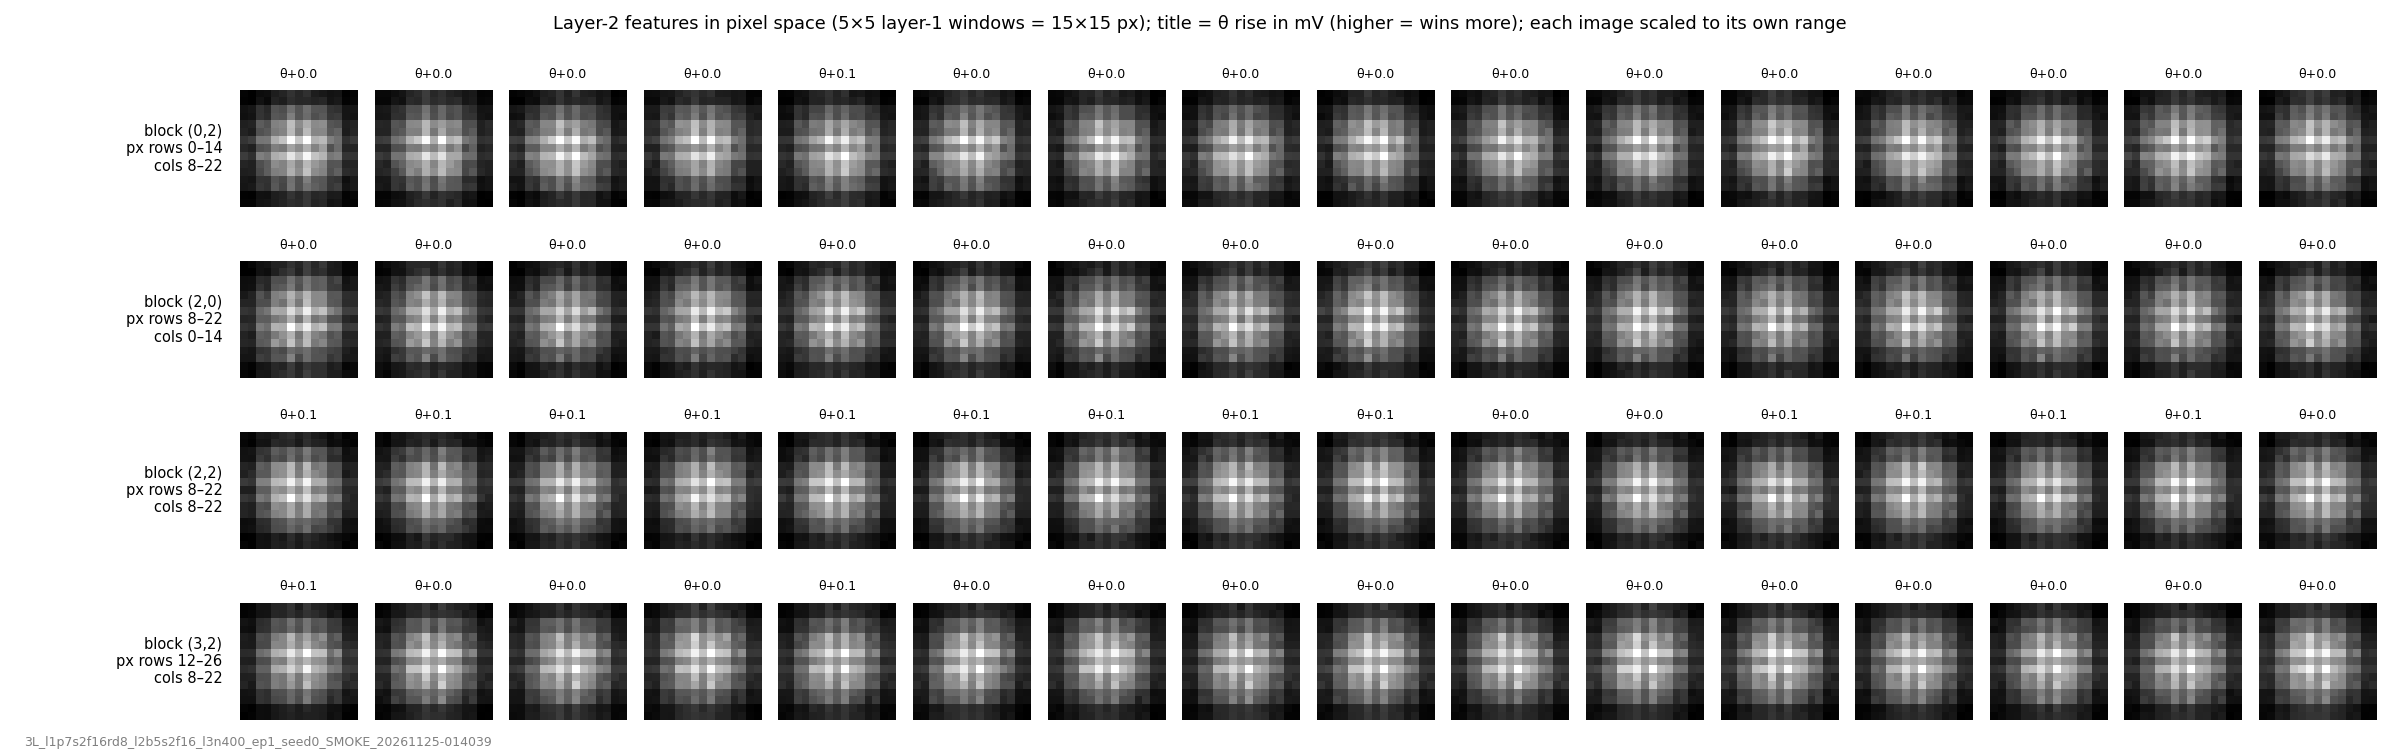 Layer-2 features in pixel space (5×5 layer-1 windows = 15×15 px); title = θ rise in mV (higher = wins more); each image scaled to its own range
θ+0.0 θ+0.0 θ+0.0 θ+0.0 θ+0.1 θ+0.0 θ+0.0 θ+0.0 θ+0.0 θ+0.0 θ+0.0 θ+0.0 θ+0.0 θ+0.0 θ+0.0 θ+0.0
block (0,2)
px rows 0–14
cols 8–22
θ+0.0 θ+0.0 θ+0.0 θ+0.0 θ+0.0 θ+0.0 θ+0.0 θ+0.0 θ+0.0 θ+0.0 θ+0.0 θ+0.0 θ+0.0 θ+0.0 θ+0.0 θ+0.0
block (2,0)
px rows 8–22
cols 0–14
θ+0.1 θ+0.1 θ+0.1 θ+0.1 θ+0.1 θ+0.1 θ+0.1 θ+0.1 θ+0.1 θ+0.0 θ+0.0 θ+0.1 θ+0.1 θ+0.1 θ+0.1 θ+0.0
block (2,2)
px rows 8–22
cols 8–22
θ+0.1 θ+0.0 θ+0.0 θ+0.0 θ+0.1 θ+0.0 θ+0.0 θ+0.0 θ+0.0 θ+0.0 θ+0.0 θ+0.0 θ+0.0 θ+0.0 θ+0.0 θ+0.0
block (3,2)
px rows 12–26
cols 8–22
3L_l1p7s2f16rd8_l2b5s2f16_l3n400_ep1_seed0_SMOKE_20261125-014039